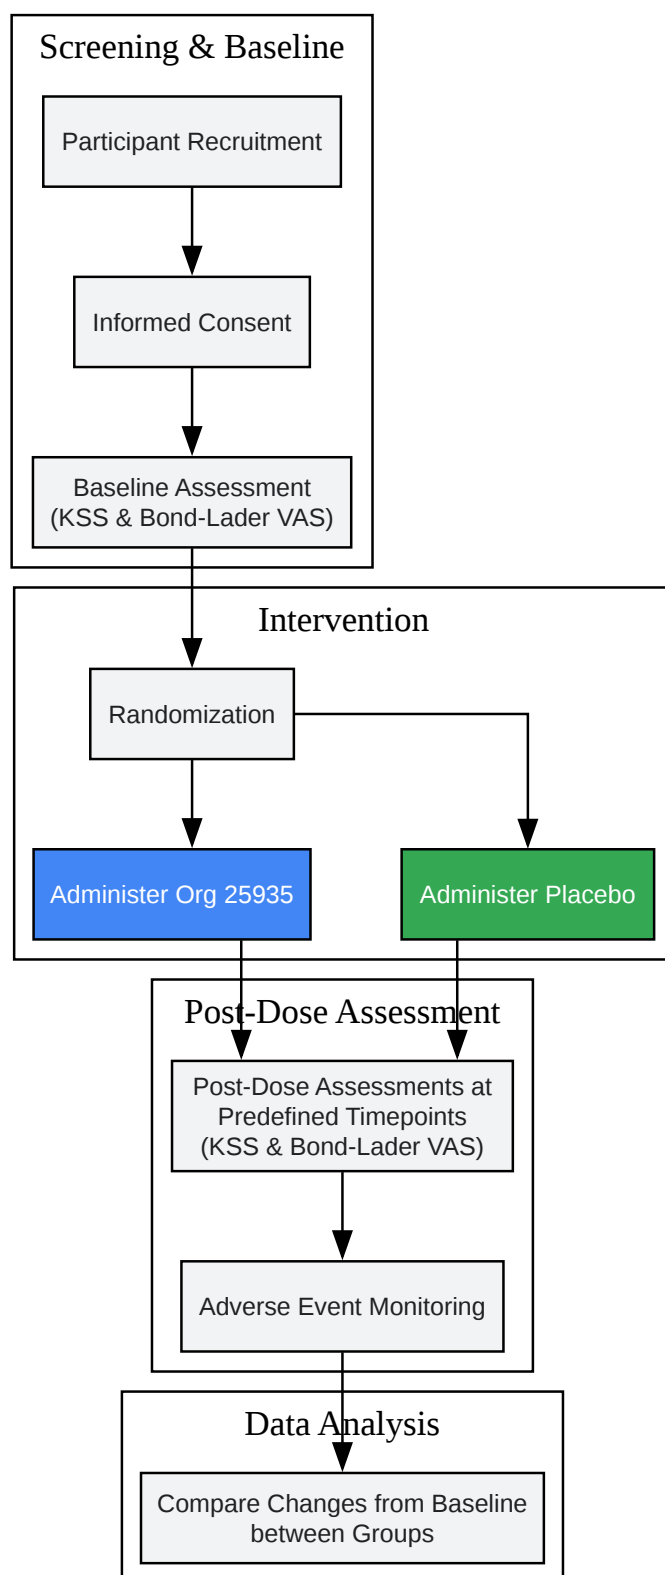 Screening & Baseline
Participant Recruitment
Informed Consent
Baseline Assessment
(KSS & Bond-Lader VAS)
Intervention
Randomization
Administer Org 25935
Administer Placebo
Post-Dose Assessment
Post-Dose Assessments at
Predefined Timepoints
(KSS & Bond-Lader VAS)
Adverse Event Monitoring
Data Analysis
Compare Changes from Baseline
between Groups